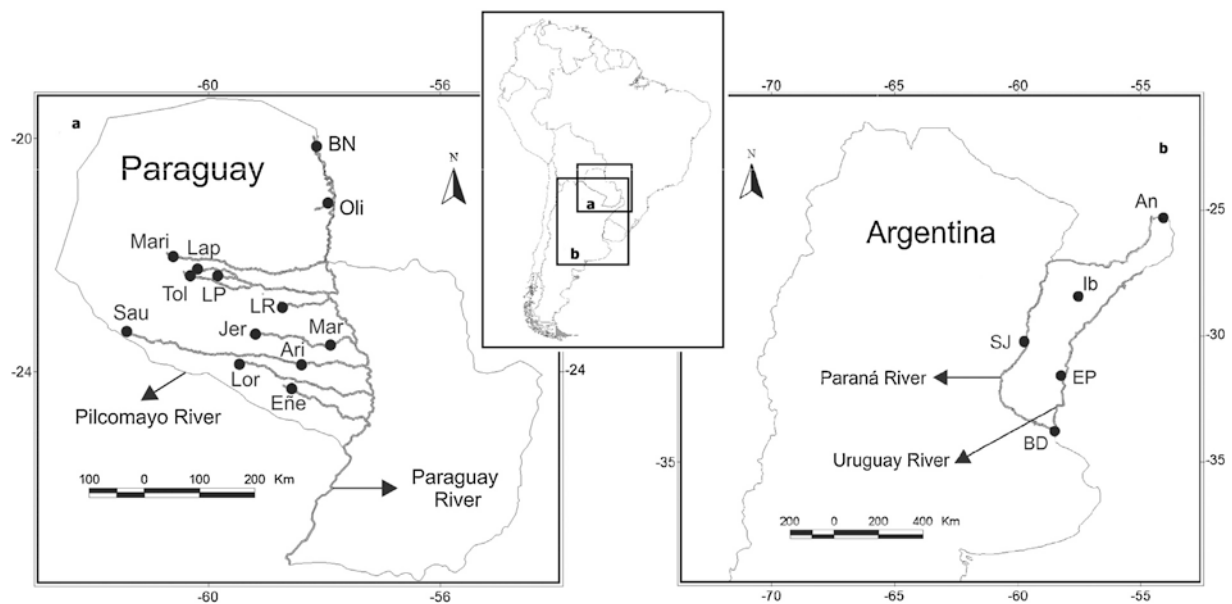 -60
-56
a
-20
BN
Paraguay
N
Oli
Mari
Lap
Tol
LP
LR
Sau
Jer
Mar
Ari
-24
-24
Lor
Eñe
Pilcomayo River
100 0 100 200 Km
Paraguay
River
-60
-56
a
b
-70
-65
-60
-55
b
N
An
-25
Argentina
Ib
SJ
-30
EP
Paraná River
BD
Uruguay River
-35
-35
200 0 200 400 Km
-70
-65
-60
-55